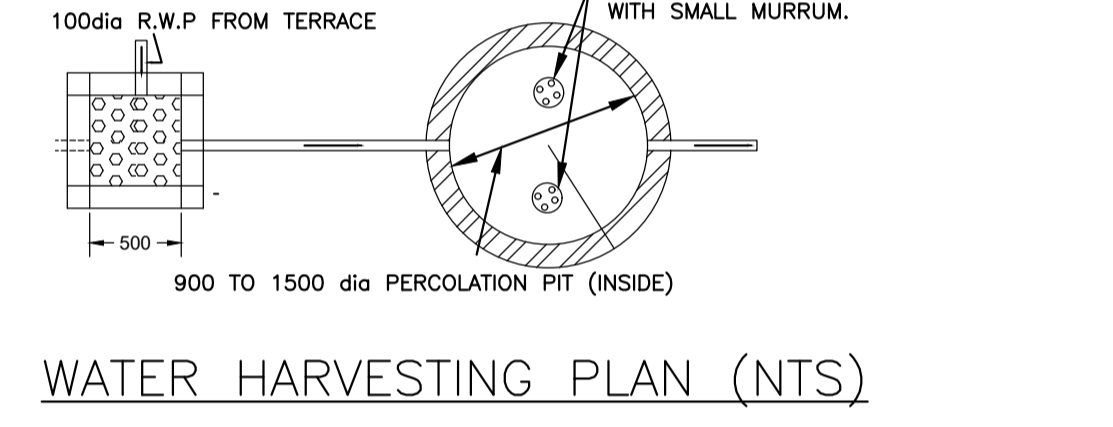 100dia R.W.P FROM TERRACE
WITH SMALL MURRUM.
500
900 TO 1500 dia PERCOLATION PIT (INSIDE)
WATER HARVESTING PLAN (NTS)